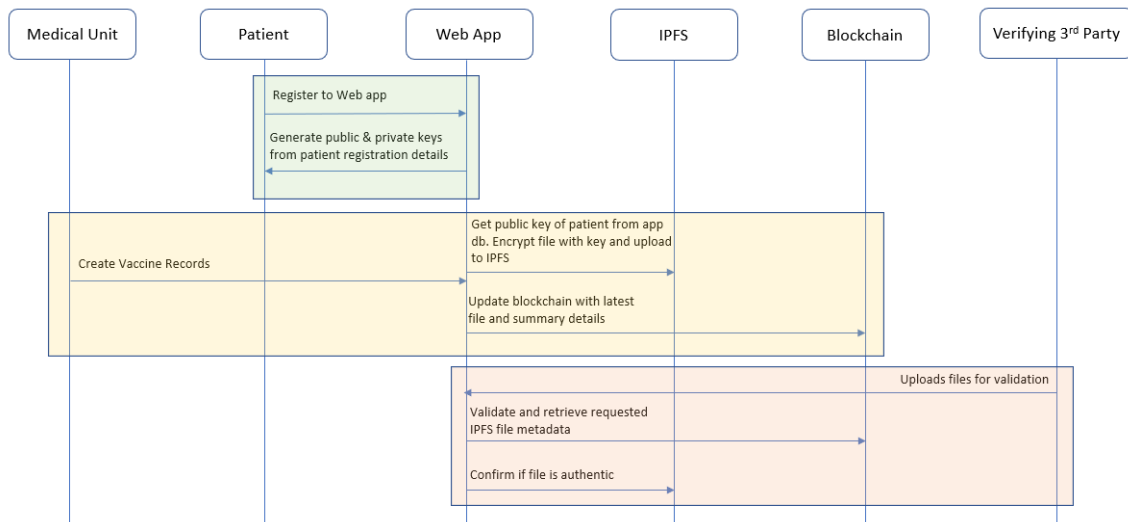 Medical Unit
Patient
Web App
IPFS
Blockchain
Verifying 3rd Party
Register to Web app
Generate public & private keys
from patient registration details
Get public key of patient from app
db. Encrypt file with key and upload
to IPFS
Create Vaccine Records
Update blockchain with latest
file and summary details
Uploads files for validation
Validate and retrieve requested
IPFS file metadata
Confirm if file is authentic